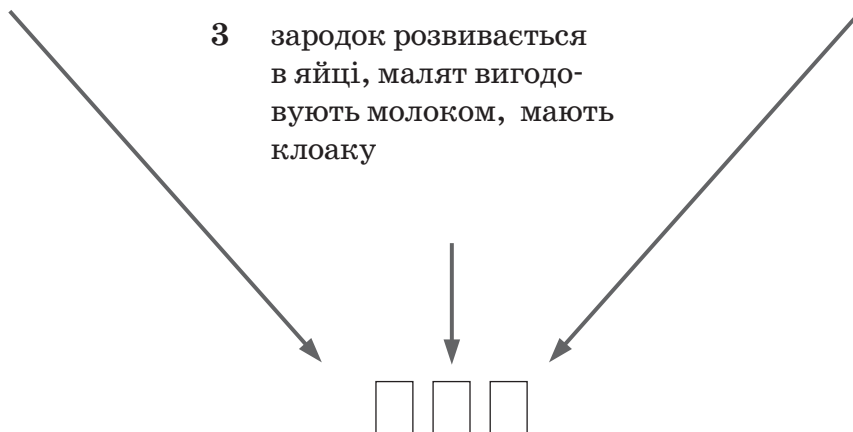 3 зародок розвивається
в яйці, малят вигодо-
вують молоком, мають
клоаку